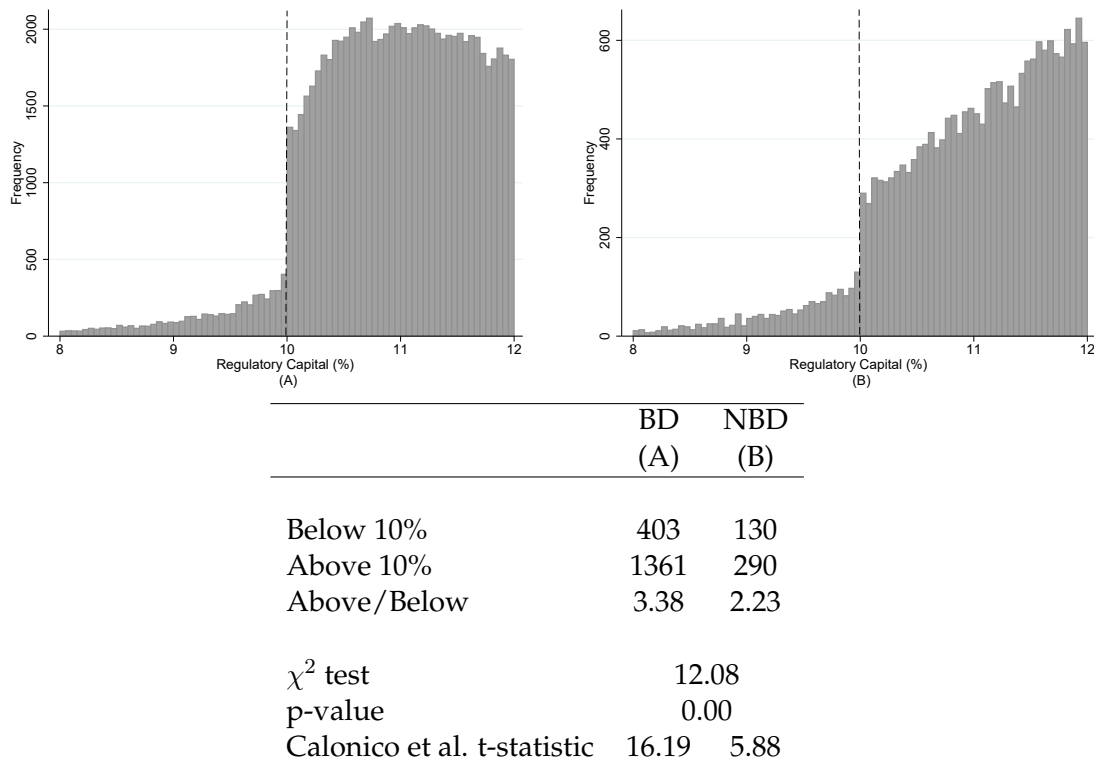 2000
1500
1000
500
0
Frequency
8 9 10 11 12
Regulatory Capital (%)
(A)
600
400
200
0
Frequency
8 9 10 11 12
Regulatory Capital (%)
(B)
BD NBD
(A) (B)
Below 10% 403 130
Above 10% 1361 290
Above/Below 3.38 2.23
χ² test 12.08
p-value 0.00
Calonico et al. t-statistic 16.19 5.88